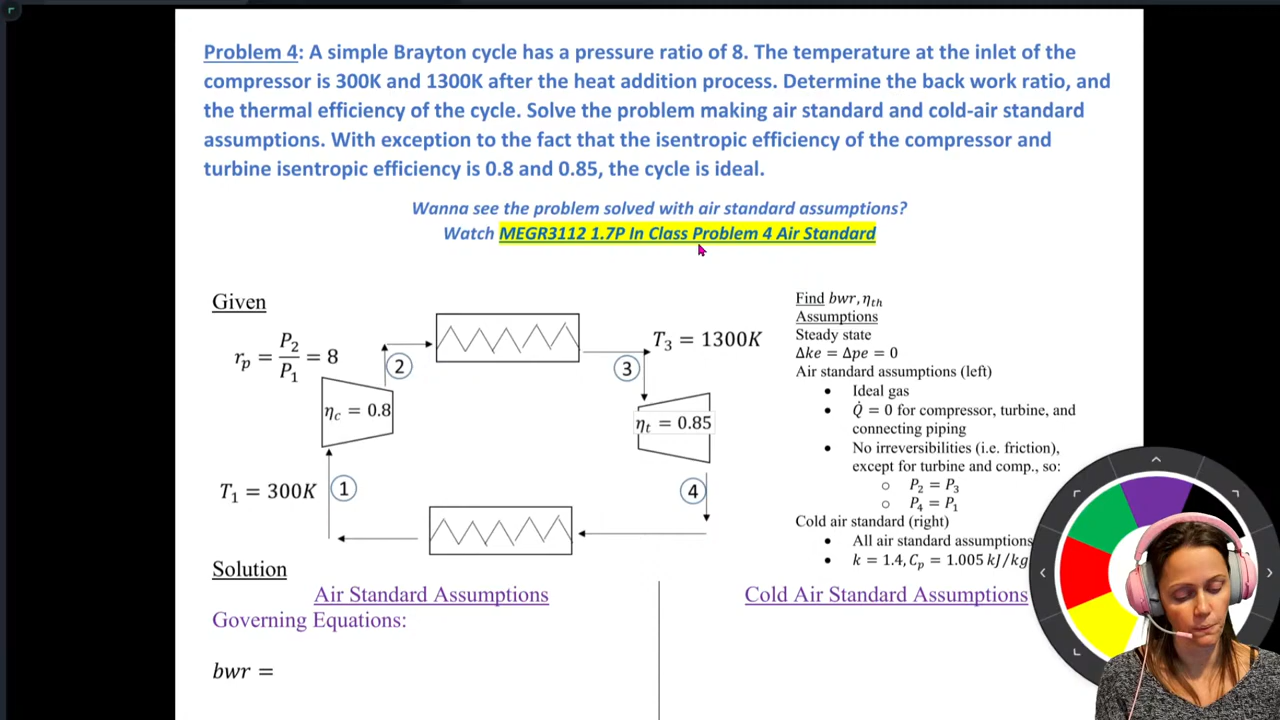 Problem 4: A simple Brayton cycle has a pressure ratio of 8. The temperature at the inlet of the
compressor is 300K and 1300K after the heat addition process. Determine the back work ratio, and
the thermal efficiency of the cycle. Solve the problem making air standard and cold-air standard
assumptions. With exception to the fact that the isentropic efficiency of the compressor and
turbine isentropic efficiency is 0.8 and 0.85, the cycle is ideal.
Wanna see the problem solved with air standard assumptions?
Watch MEGR3112 1.7P In Class Problem 4 Air Standard
Given
r_p = P_2/P_1 = 8
2
T_3 = 1300K
3
η_c = 0.8
η_t = 0.85
T_1 = 300K
1
4
Find bwr, η_th
Assumptions
Steady state
Δke = Δpe = 0
Air standard assumptions (left)
• Ideal gas
• Q̇ = 0 for compressor, turbine, and
connecting piping
• No irreversibilities (i.e. friction),
except for turbine and comp., so:
o P_2 = P_3
o P_4 = P_1
Cold air standard (right)
• All air standard assumptions
• k = 1.4, C_p = 1.005 kJ/kg
Solution
Air Standard Assumptions
Cold Air Standard Assumptions
Governing Equations:
bwr =